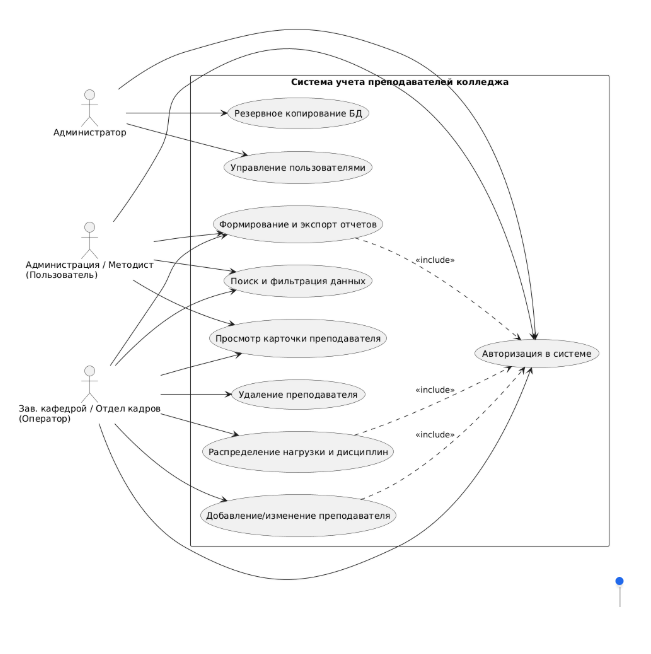 Система учета преподавателей колледжа
Резервное копирование БД
Администратор
Управление пользователями
Формирование и экспорт отчетов
«include»
Администрация / Методист
(Пользователь)
Поиск и фильтрация данных
Просмотр карточки преподавателя
Авторизация в системе
Удаление преподавателя
«include»
Зав. кафедрой / Отдел кадров
(Оператор)
«include»
Распределение нагрузки и дисциплин
Добавление/изменение преподавателя